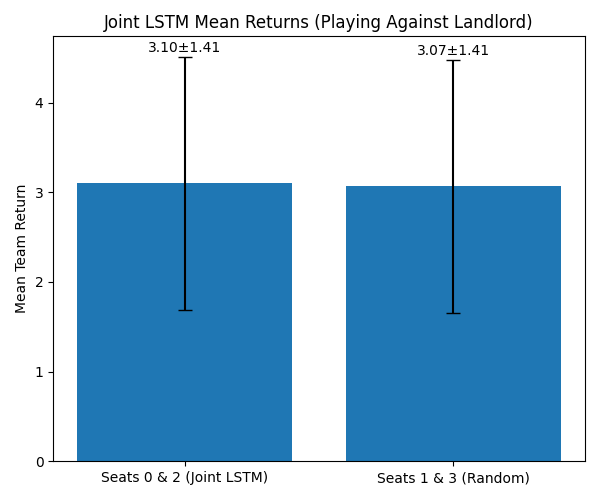 Joint LSTM Mean Returns (Playing Against Landlord)
3.10±1.41
3.07±1.41
Mean Team Return
4
3
2
1
0
Seats 0 & 2 (Joint LSTM)
Seats 1 & 3 (Random)